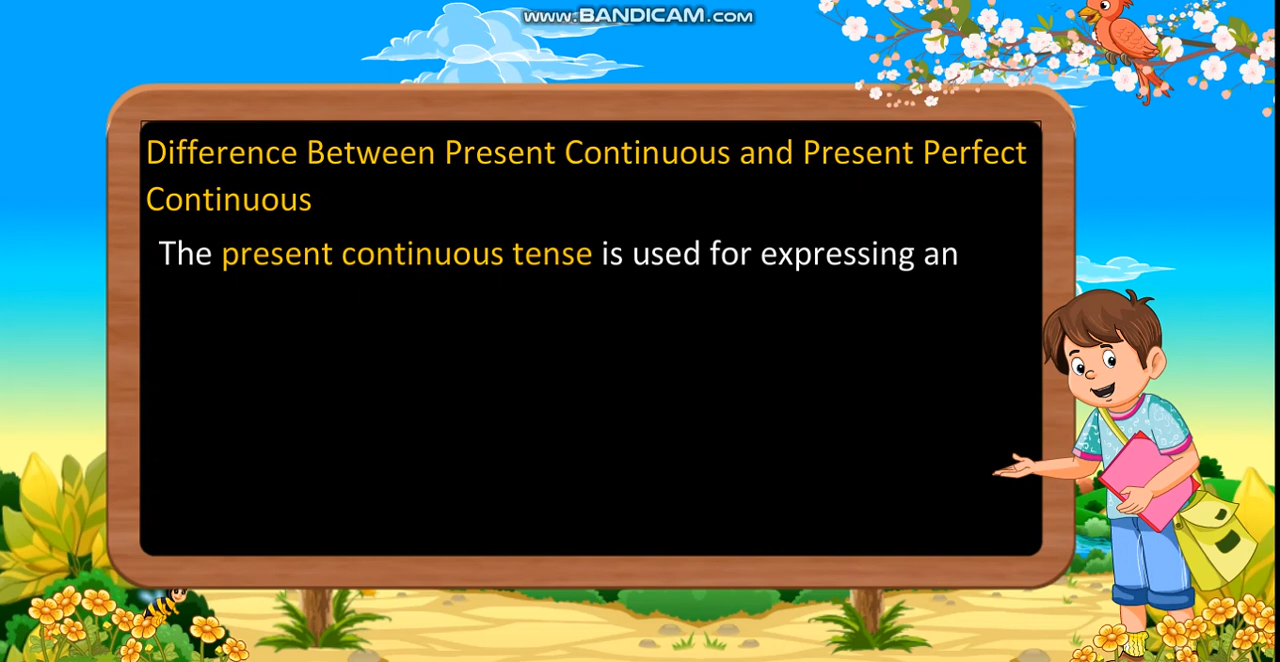 www.BANDICAM.com
Difference Between Present Continuous and Present Perfect
Continuous
The present continuous tense is used for expressing an